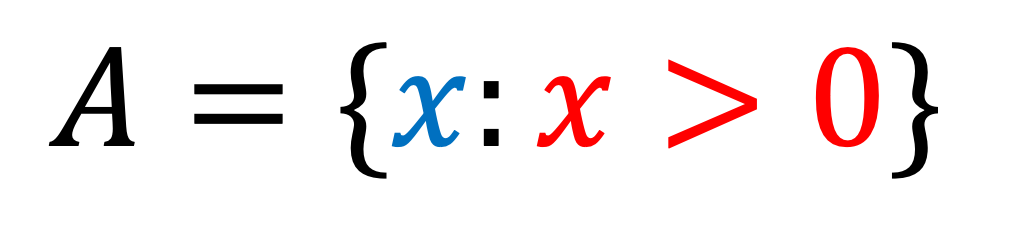 A = {x: x > 0}